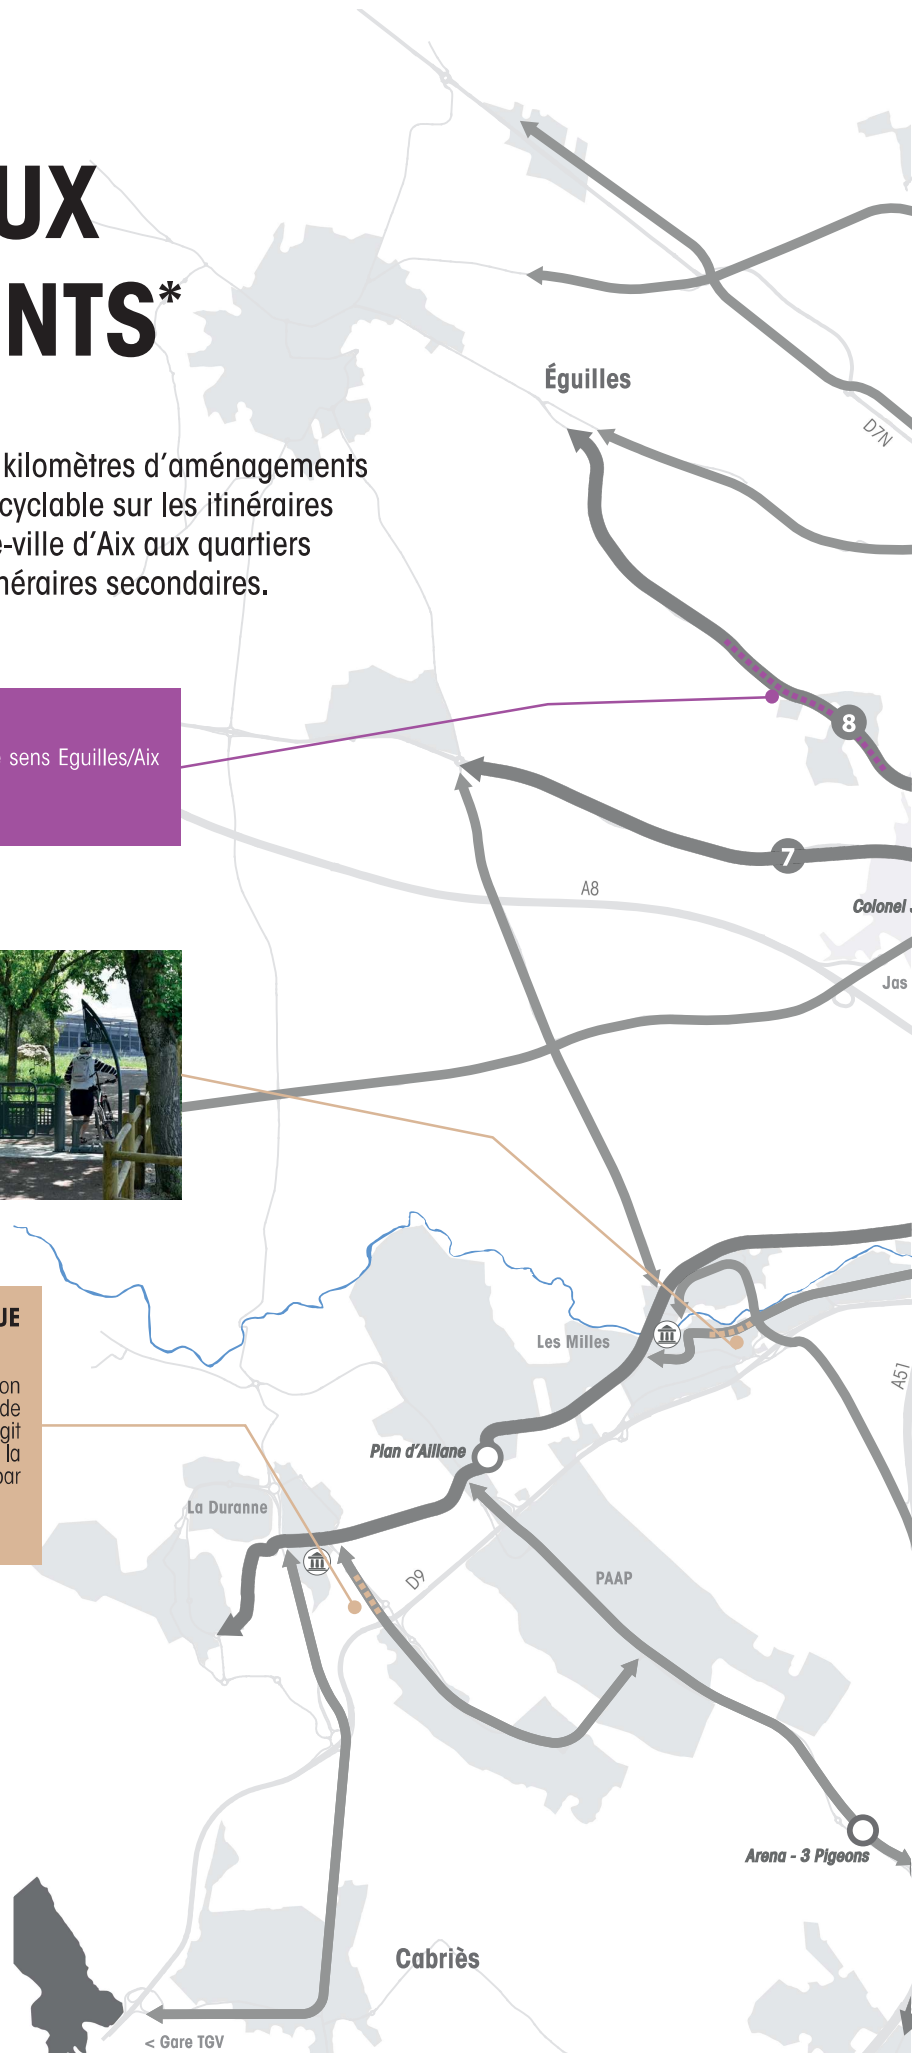 UX
NTS*
Éguilles
D7N
kilomètres d'aménagements
cyclable sur les itinéraires
e-ville d'Aix aux quartiers
néraires secondaires.
sens Eguilles/Aix
8
7
A8
Colonel
Jas
UE
on
de
git
la
par
Les Milles
A51
Plan d'Aillane
La Duranne
D9
PAAP
Arena - 3 Pigeons
Cabriès
< Gare TGV